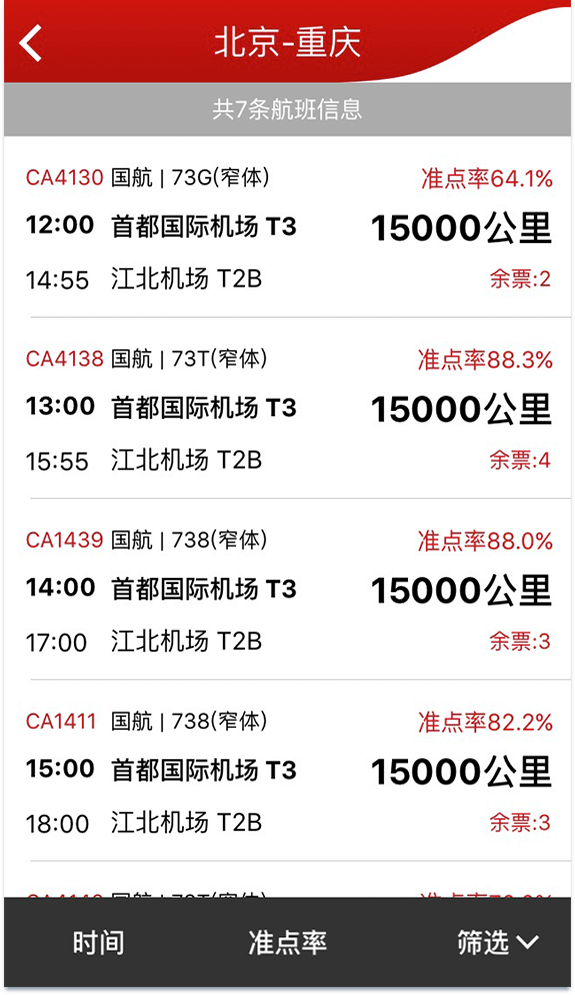 北京-重庆
共7条航班信息
CA4130 国航 | 73G(窄体) 准点率64.1%
12:00 首都国际机场 T3 15000公里
14:55 江北机场 T2B 余票:2
CA4138 国航 | 73T(窄体) 准点率88.3%
13:00 首都国际机场 T3 15000公里
15:55 江北机场 T2B 余票:4
CA1439 国航 | 738(窄体) 准点率88.0%
14:00 首都国际机场 T3 15000公里
17:00 江北机场 T2B 余票:3
CA1411 国航 | 738(窄体) 准点率82.2%
15:00 首都国际机场 T3 15000公里
18:00 江北机场 T2B 余票:3
时间 准点率 筛选